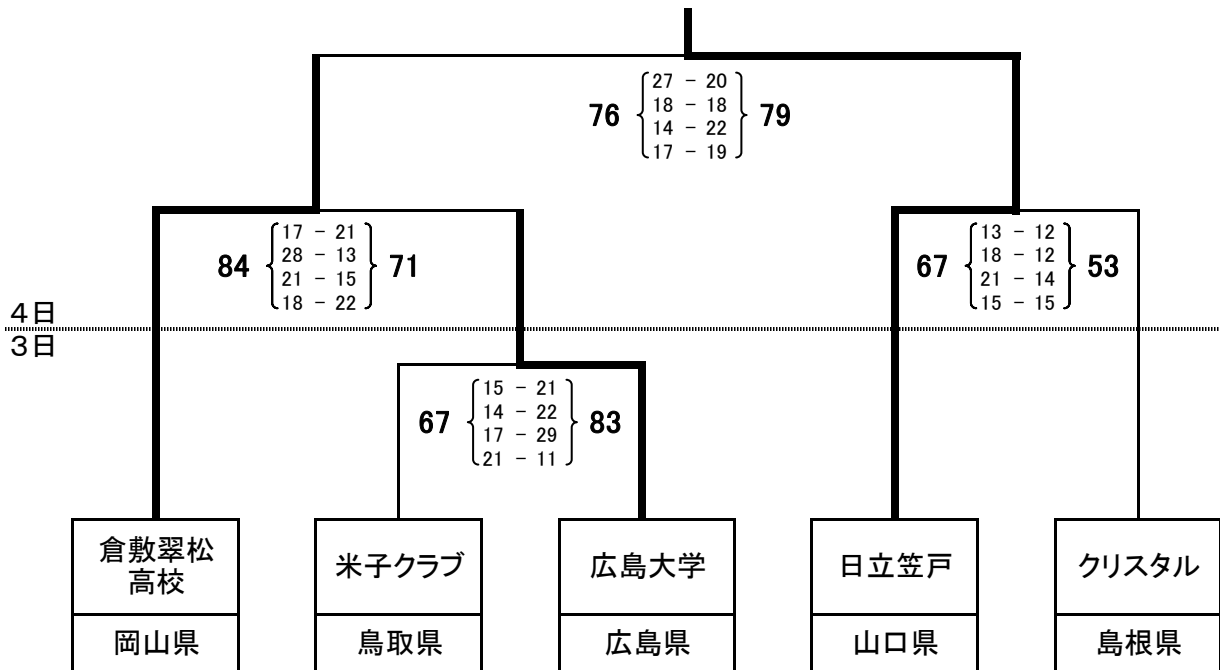 27 - 20
76 18 - 18 79
14 - 22
17 - 19
17 - 21
84 28 - 13 71
21 - 15
18 - 22
13 - 12
67 18 - 12 53
21 - 14
15 - 15
4日
3日
15 - 21
67 14 - 22 83
17 - 29
21 - 11
倉敷翠松
高校
米子クラブ
広島大学
日立笠戸
クリスタル
岡山県
鳥取県
広島県
山口県
島根県